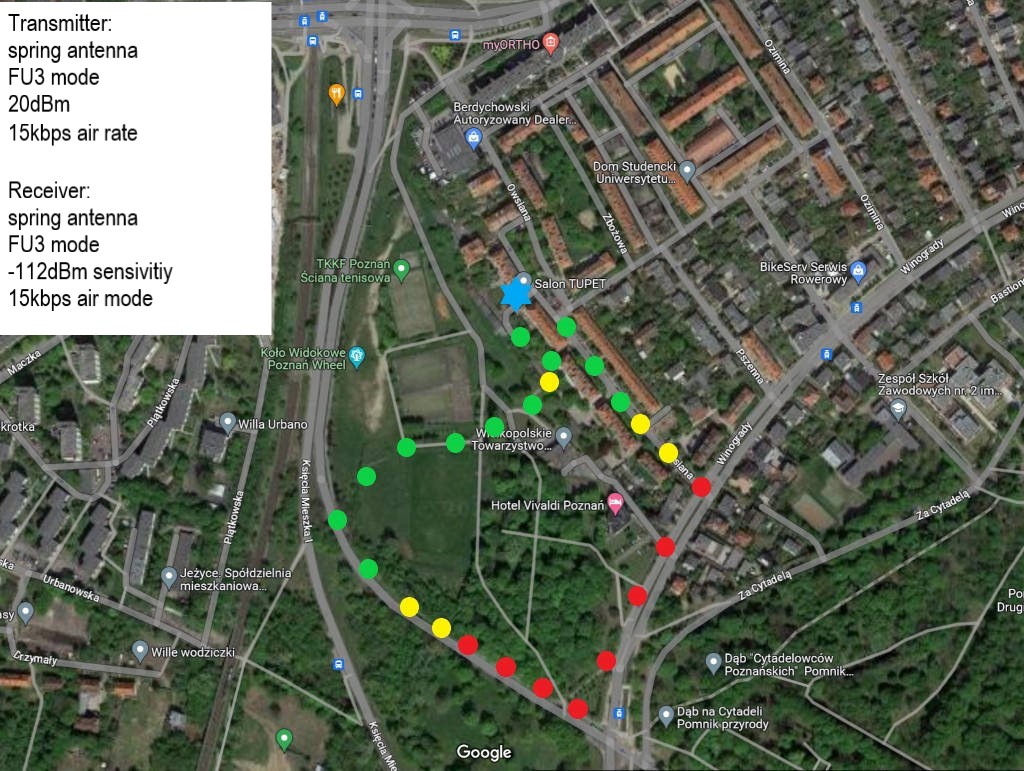 Transmitter:
spring antenna
FU3 mode
20dBm
15kbps air rate
Receiver:
spring antenna
FU3 mode
-112dBm sensivitiy
15kbps air mode
myORTHO
Berdychowski
Autoryzowany Dealer...
Ozimina
Dom Studencki
Uniwersytetu...
Owsiana
Zbożowa
Ozimina
Winogrady
Wino
TKKF Poznań
Ściana tenisowa
Salon TUPET
BikeServ Serwis
Rowerowy
Bastion
Maczka
Koło Widokowe
Poznań Wheel
Pszenna
Piątkowska
Zespół Szkół
Zawodowych nr. 2 im...
krotka
Willa Urbano
Wielkopolskie
Towarzystwo...
Winogrady
siana
Księcia Mieszka I
Piątkowska
Hotel Vivaldi Poznań
Za Cytadelą
ska
Urbanowska
Jeżyce. Spółdzielnia
mieszkaniowa...
Za Cytadelą
Po
Drug
asy
Drzymały
Wille wodziczki
Dąb "Cytadelowców
Poznańskich" Pomnik...
Dąb na Cytadeli
Pomnik przyrody
Księcia Mie
Google